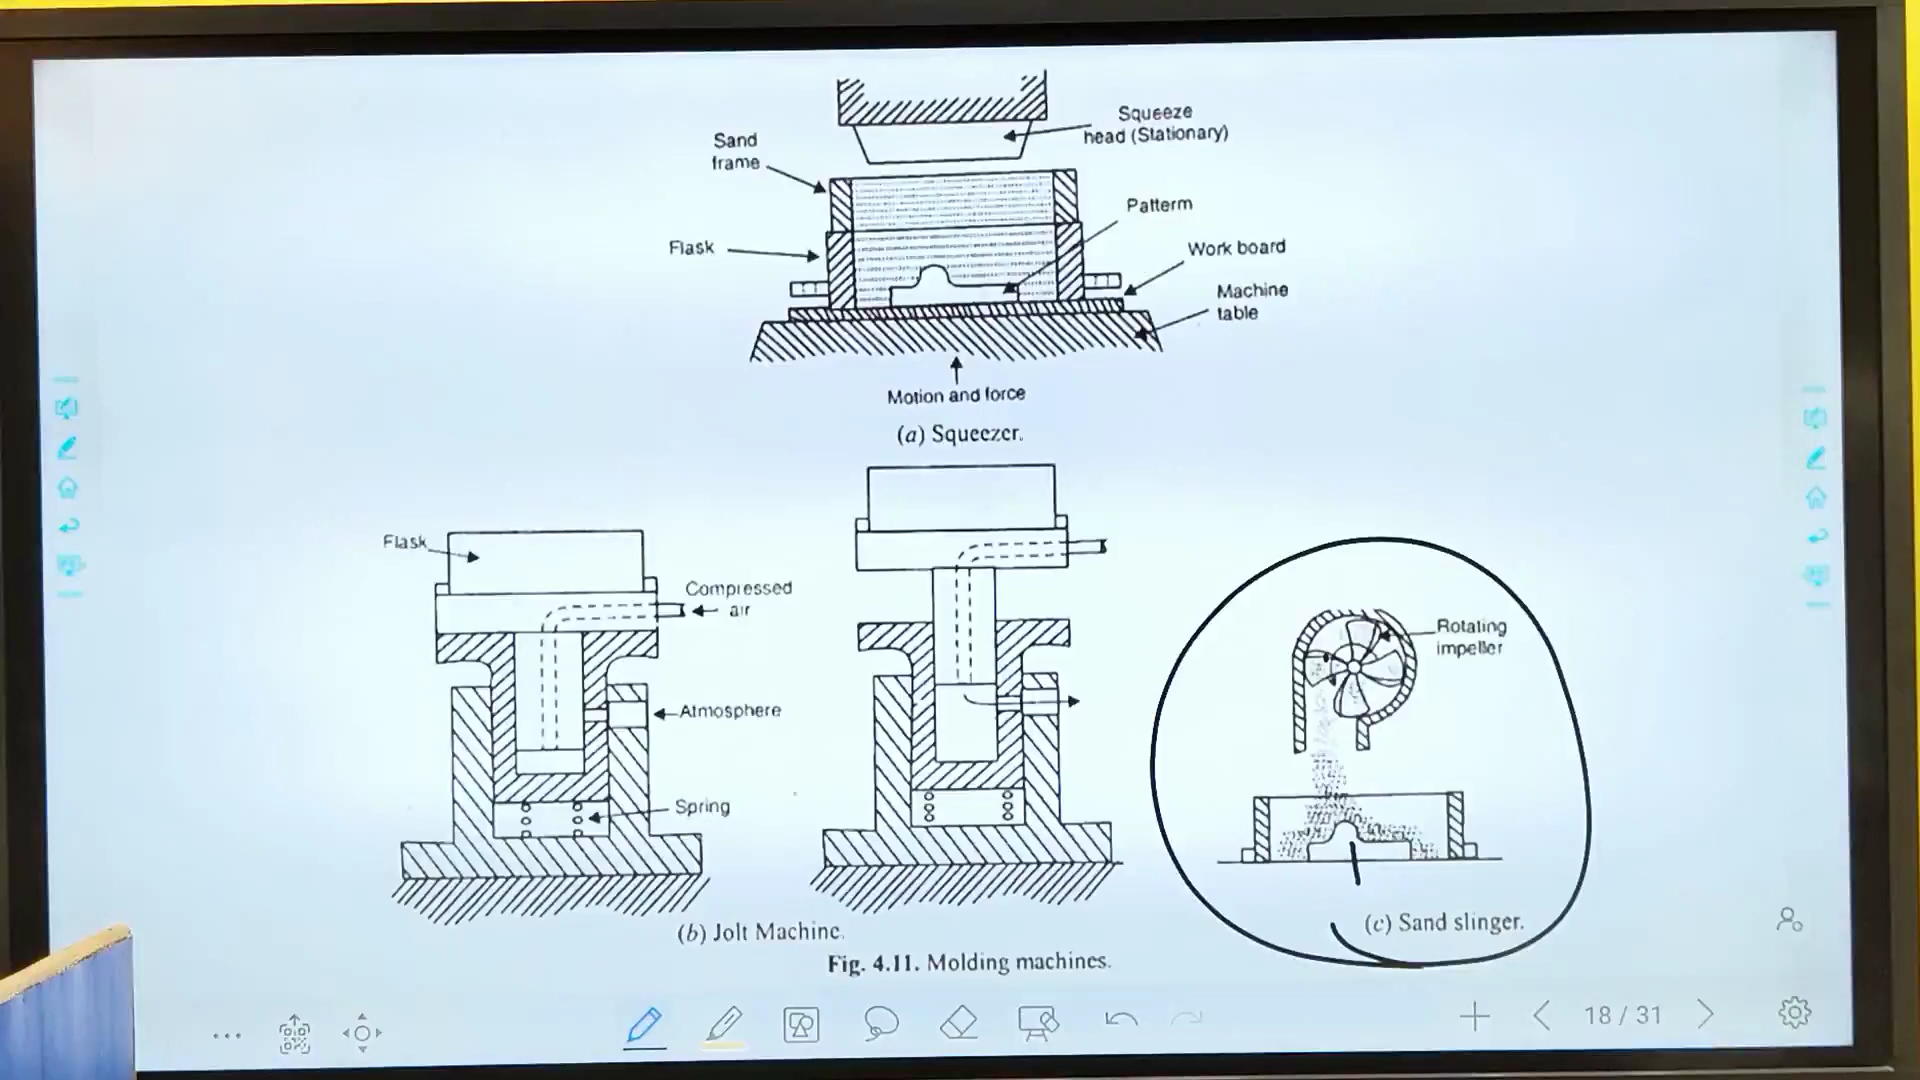 Squeeze
head (Stationary)
Sand
frame
Patterm
Flask
Work board
Machine
table
Motion and force
(a) Squeezer.
Flask
Compressed
air
Atmosphere
Spring
Rotating
impeller
(b) Jolt Machine.
(c) Sand slinger.
Fig. 4.11. Molding machines.
18 / 31